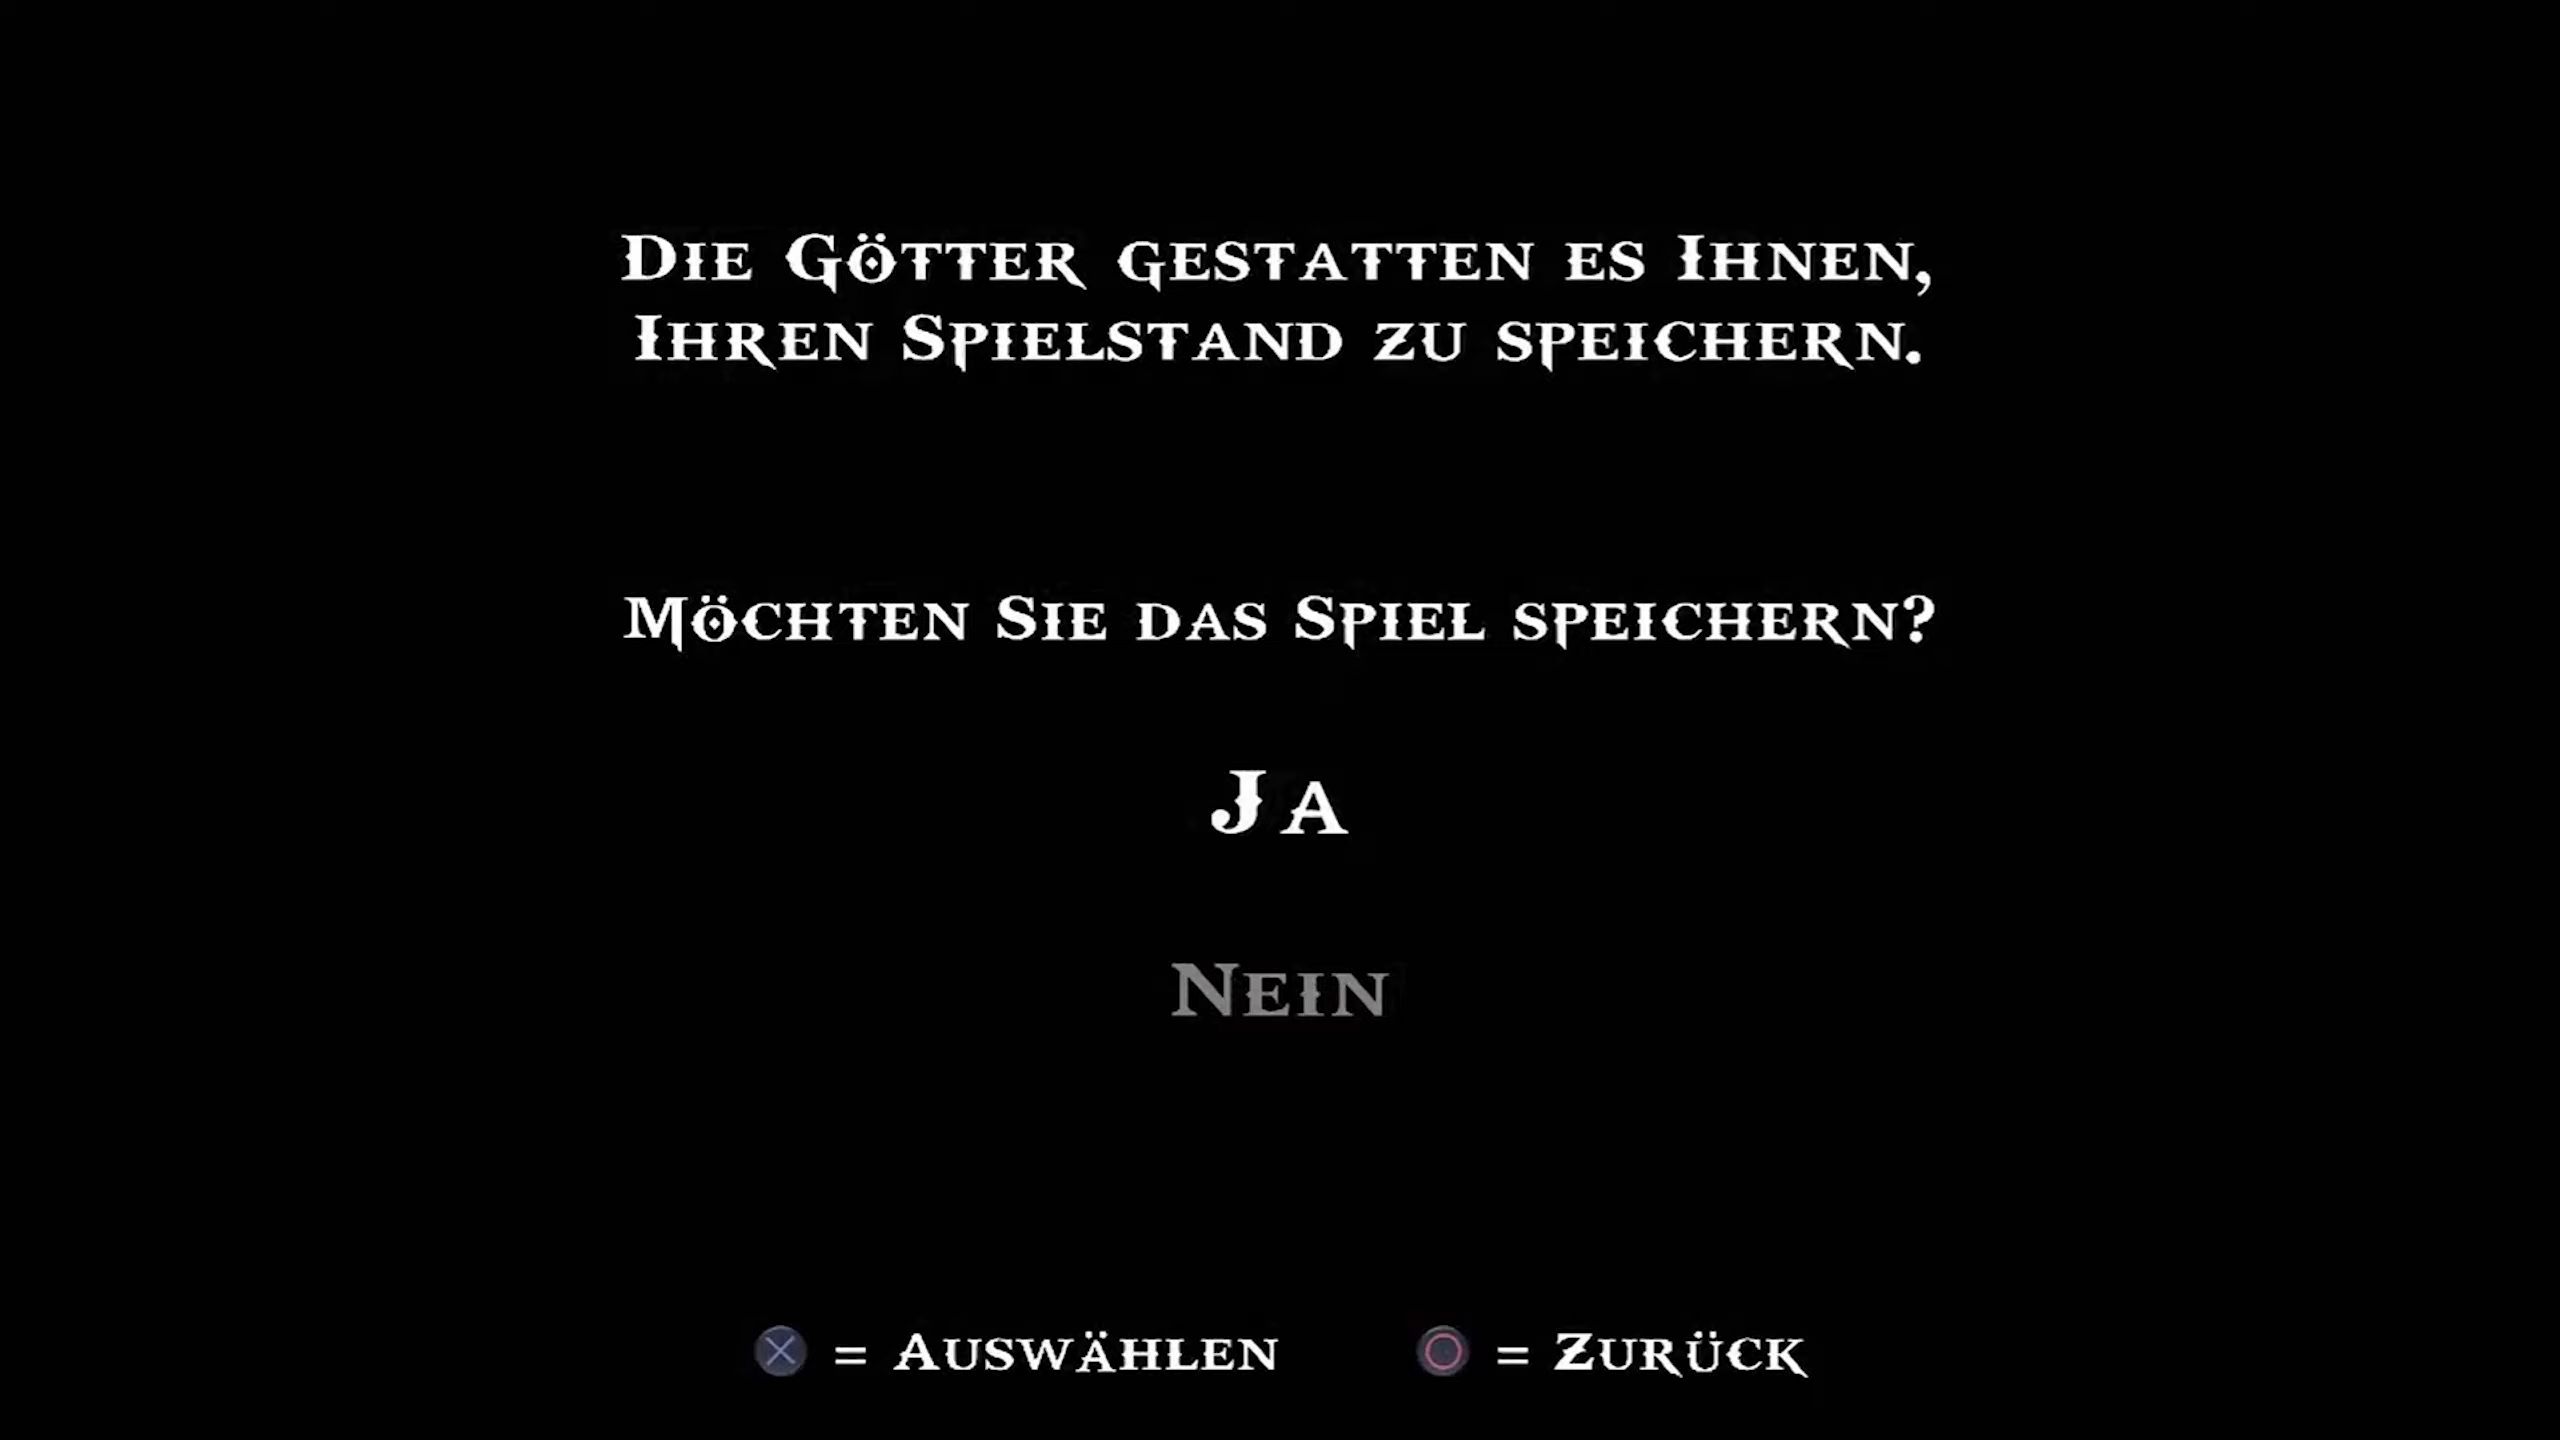 Die Götter gestatten es Ihnen,
Ihren Spielstand zu speichern.
Möchten Sie das Spiel speichern?
Ja
Nein
= Auswählen = Zurück